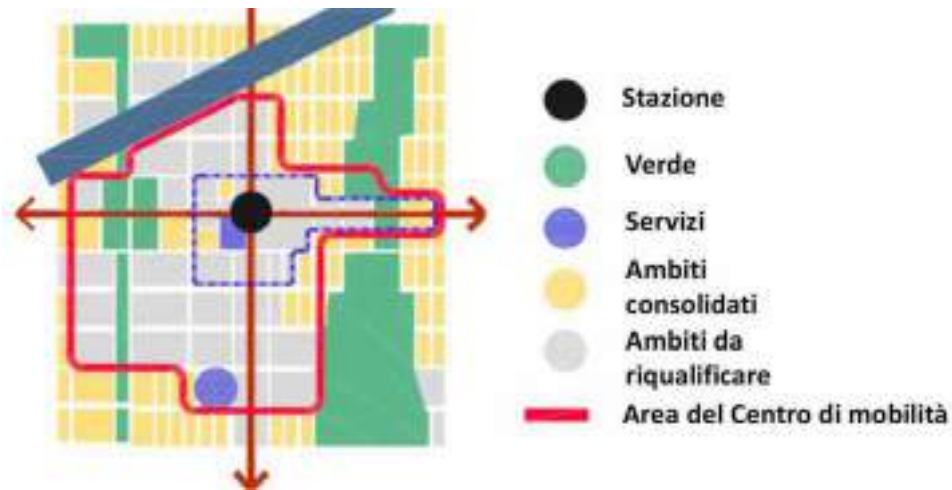 Stazione
Verde
Servizi
Ambiti
consolidati
Ambiti da
riqualificare
Area del Centro di mobilità